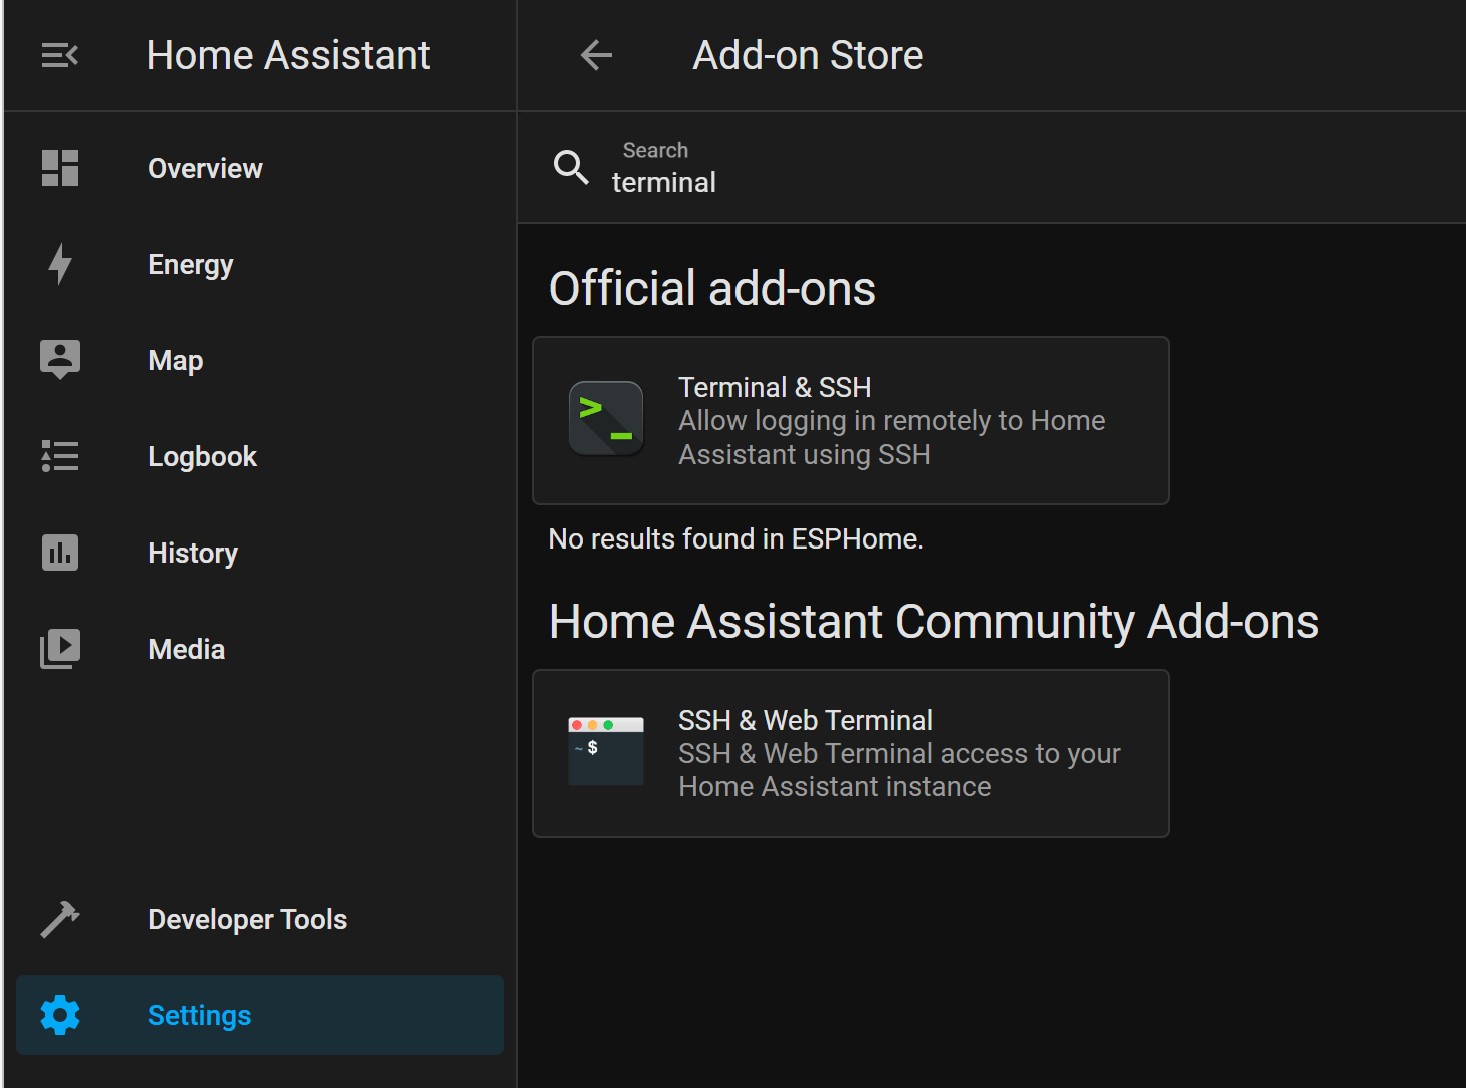 Home Assistant
Add-on Store
Overview
Energy
Map
Logbook
History
Media
Developer Tools
Settings
Search
terminal
Official add-ons
>_
Terminal & SSH
Allow logging in remotely to Home
Assistant using SSH
No results found in ESPHome.
Home Assistant Community Add-ons
~ $
SSH & Web Terminal
SSH & Web Terminal access to your
Home Assistant instance